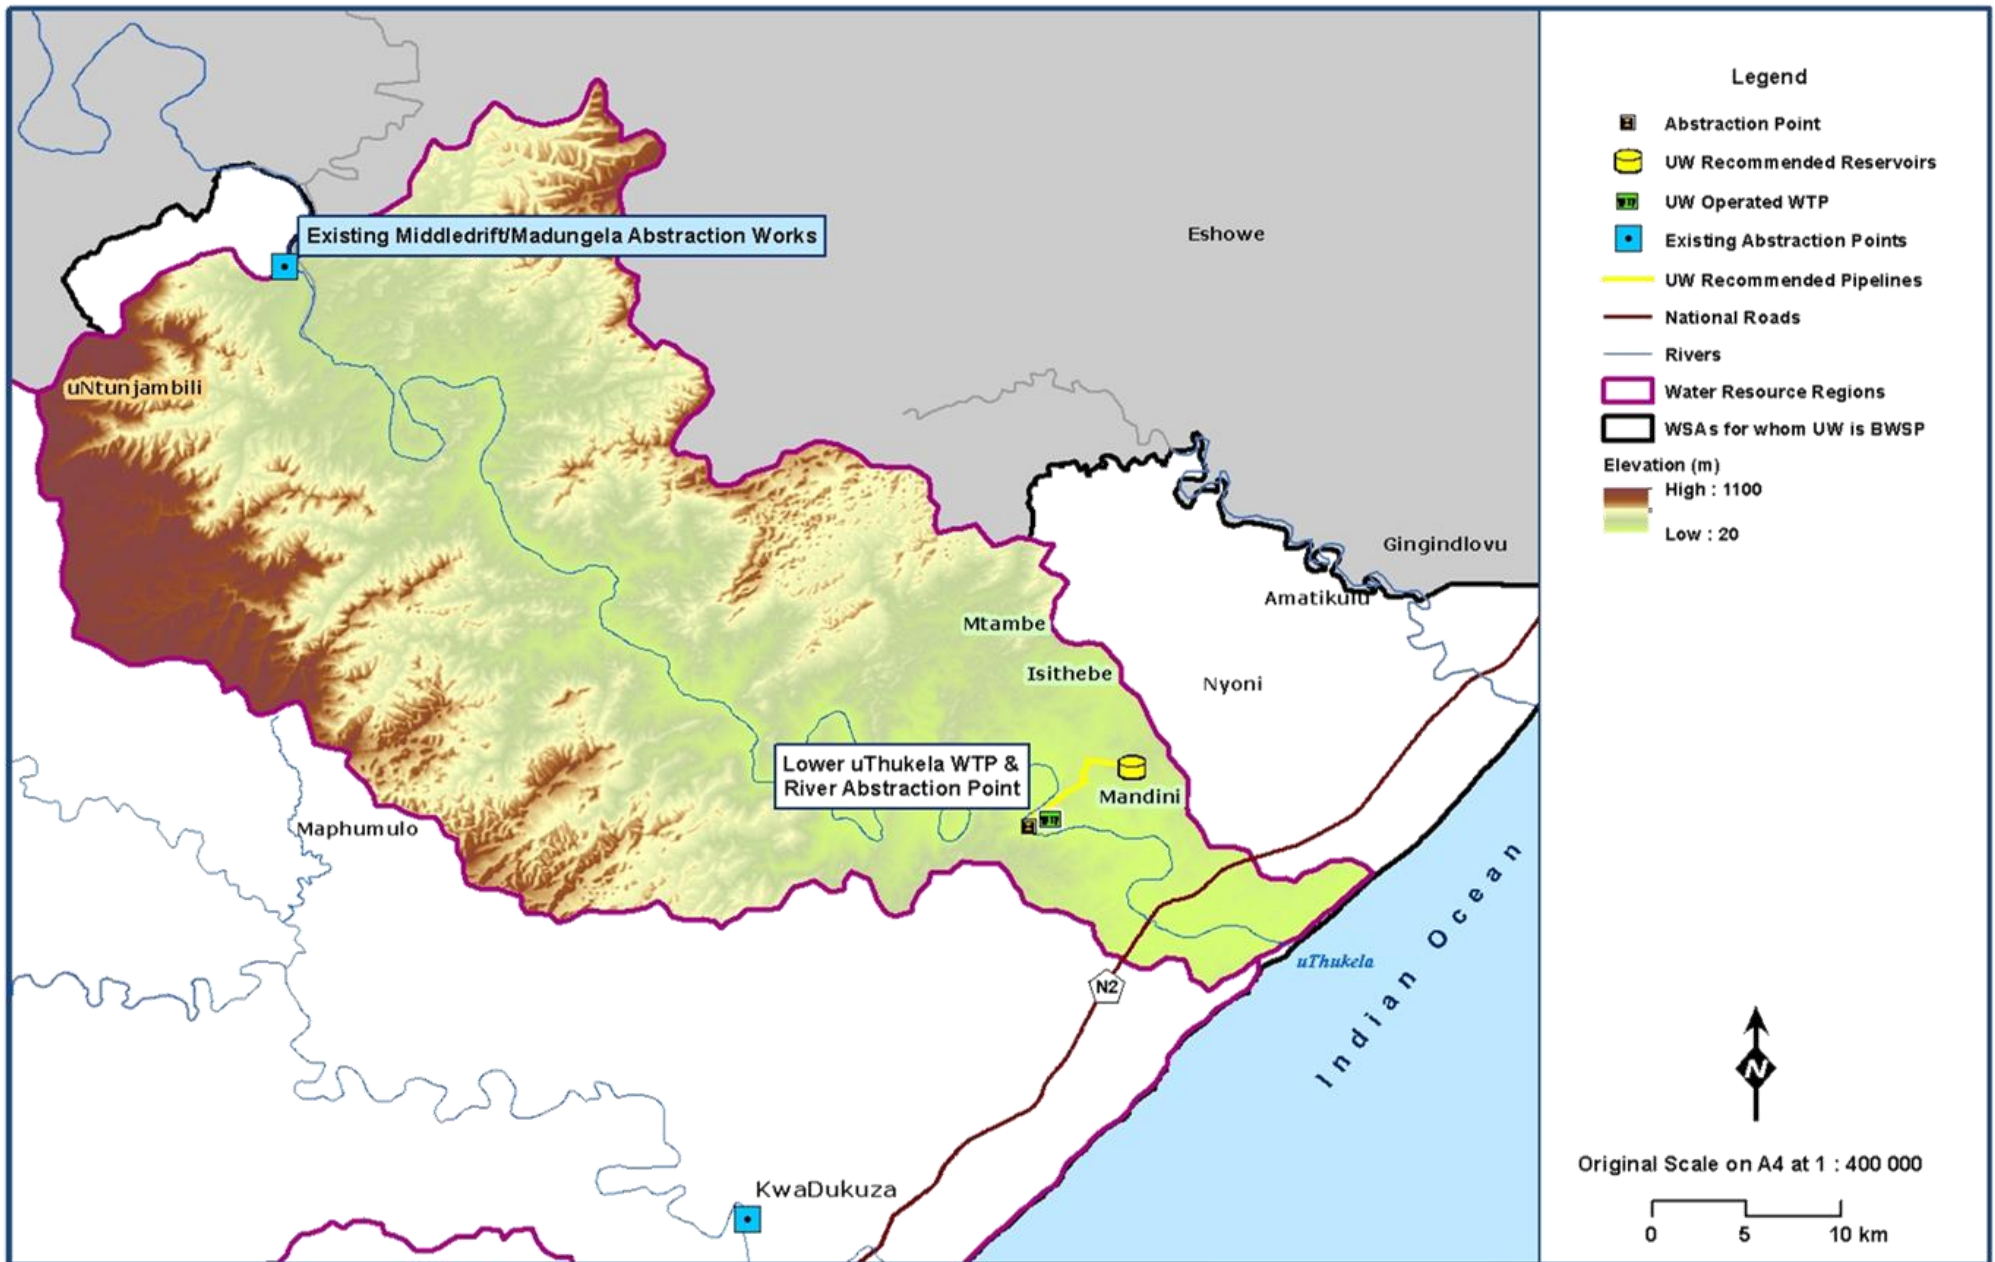 Existing Middledrift/Madungela Abstraction Works
Eshowe
uNtunjambili
Gingindlovu
Amatikulu
Mtambe
Isithebe
Nyoni
Lower uThukela WTP &
River Abstraction Point
Mandini
WTP
Maphumulo
uThukela
N2
Indian Ocean
KwaDukuza
Legend
Abstraction Point
UW Recommended Reservoirs
WTP
UW Operated WTP
Existing Abstraction Points
UW Recommended Pipelines
National Roads
Rivers
Water Resource Regions
WSAs for whom UW is BWSP
Elevation (m)
High : 1100
Low : 20
N
Original Scale on A4 at 1 : 400 000
0 5 10 km